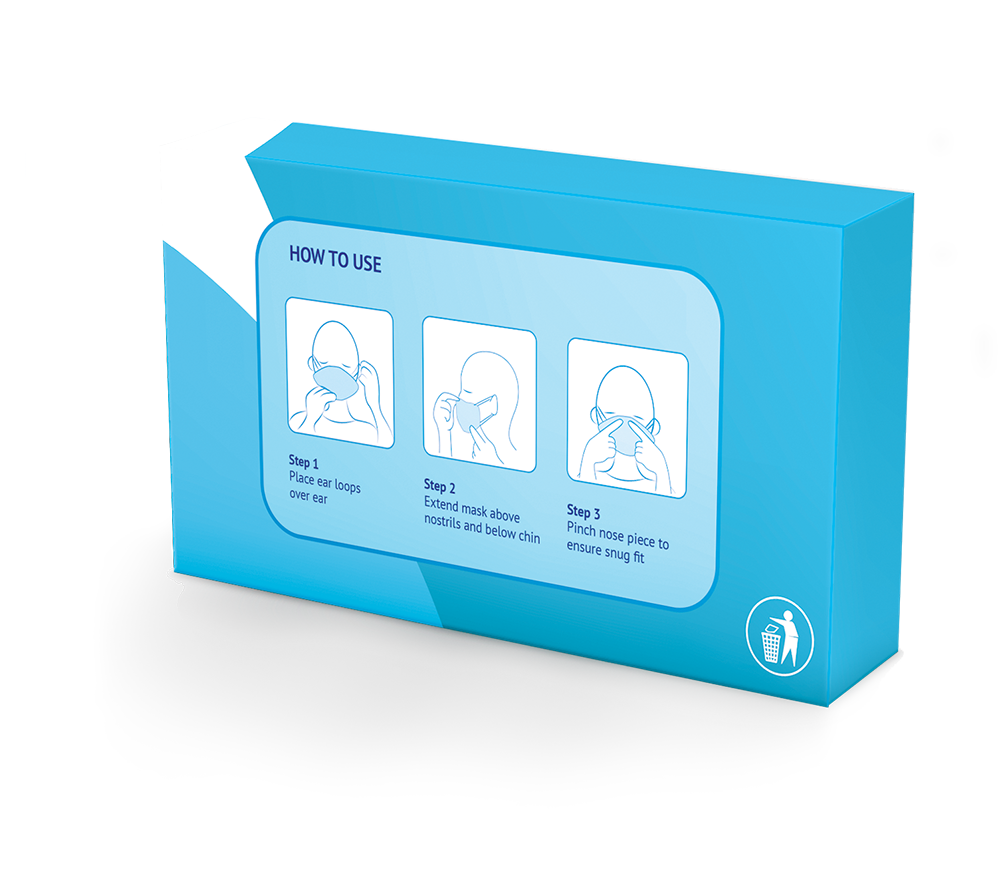 HOW TO USE
Step 1
Place ear loops
over ear
Step 2
Extend mask above
nostrils and below chin
Step 3
Pinch nose piece to
ensure snug fit